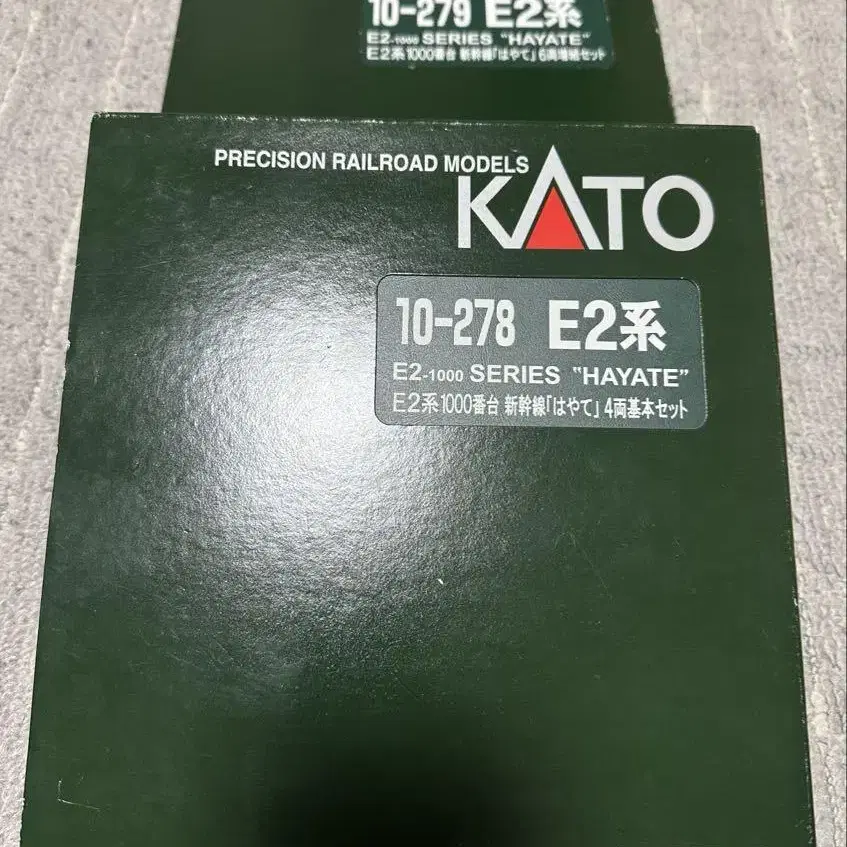 10-279 E2系
E2-1000 SERIES "HAYATE"
E2系1000番台 新幹線「はやて」 6両増結セット
PRECISION RAILROAD MODELS
KATO
10-278 E2系
E2-1000 SERIES "HAYATE"
E2系1000番台 新幹線「はやて」 4両基本セット